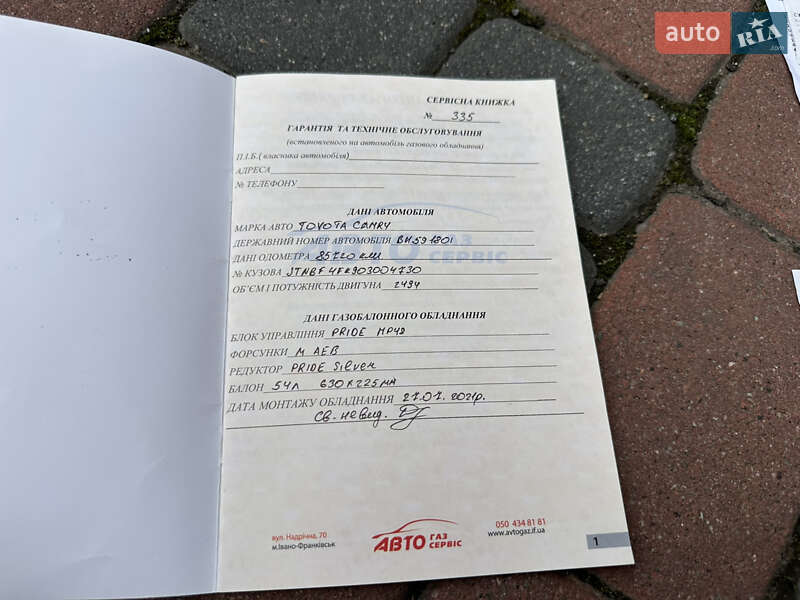 auto RIA .com
СЕРВІСНА КНИЖКА
№ 335
ГАРАНТІЯ ТА ТЕХНІЧНЕ ОБСЛУГОВУВАННЯ
(встановленого на автомобіль газового обладнання)
П.І.Б.( власника автомобіля)
АДРЕСА
№ ТЕЛЕФОНУ
ДАНІ АВТОМОБІЛЯ
МАРКА АВТО TOYOTA CAMRY
ДЕРЖАВНИЙ НОМЕР АВТОМОБІЛЯ
ДАНІ ОДОМЕТРА 85720 км
№ КУЗОВА JTNBF4FK903004730
ОБ'ЄМ І ПОТУЖНІСТЬ ДВИГУНА 2494
ДАНІ ГАЗОБАЛОННОГО ОБЛАДНАННЯ
БЛОК УПРАВЛІННЯ PRIDE MP48
ФОРСУНКИ M AEB
РЕДУКТОР PRIDE Silver
БАЛОН 54л 630x225
ДАТА МОНТАЖУ ОБЛАДНАННЯ 27.07.2021р.
вул. Надрічна, 70
м.Івано-Франківськ
АВТО ГАЗ СЕРВІС
050 434 81 81
www.avtogaz.if.ua
1